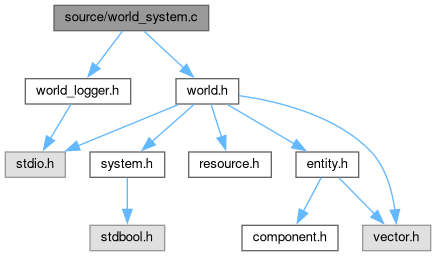 source/world_system.c
world_logger.h
world.h
stdio.h
system.h
resource.h
entity.h
stdbool.h
component.h
vector.h